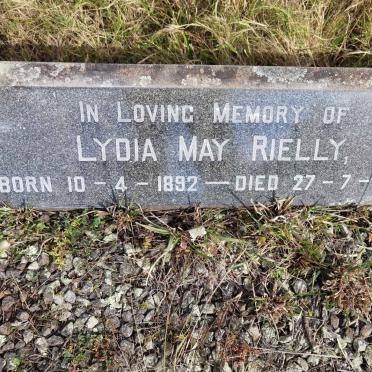 In Loving Memory of
Lydia May Rielly,
Born 10-4-1892—Died 27-7-